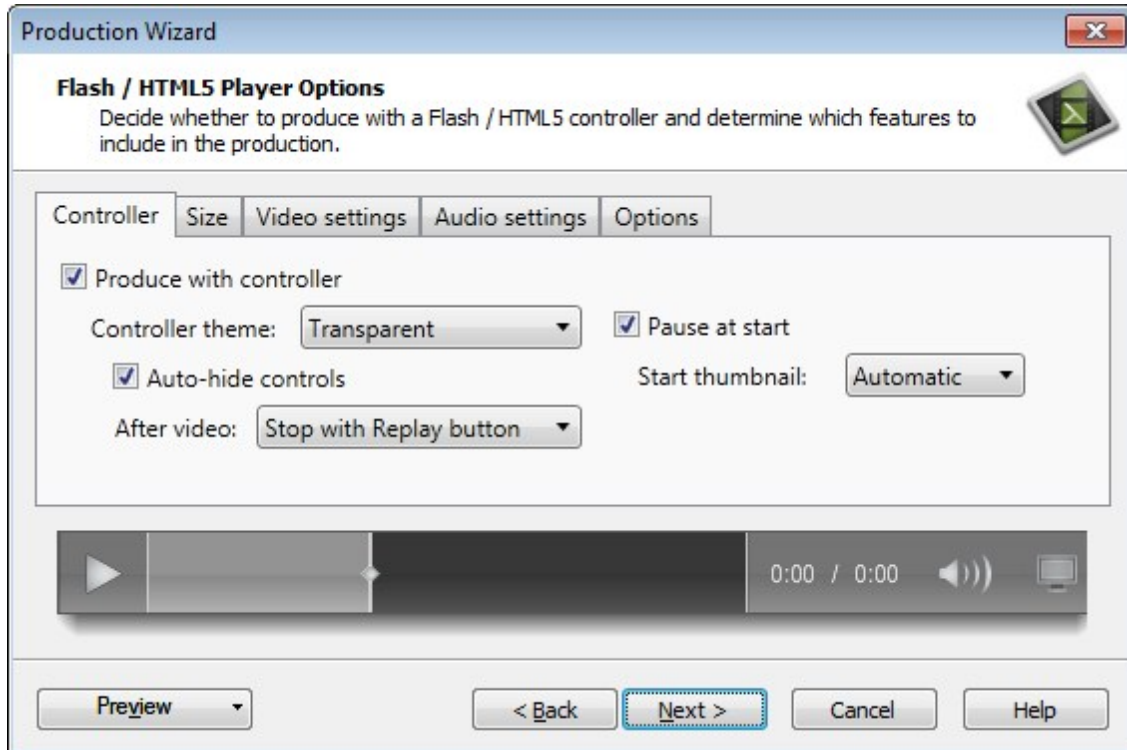 Production Wizard
Flash / HTML5 Player Options
Decide whether to produce with a Flash / HTML5 controller and determine which features to
include in the production.
Controller Size Video settings Audio settings Options
Produce with controller
Controller theme: Transparent Pause at start
Auto-hide controls Start thumbnail: Automatic
After video: Stop with Replay button
0:00 / 0:00
Preview < Back Next > Cancel Help